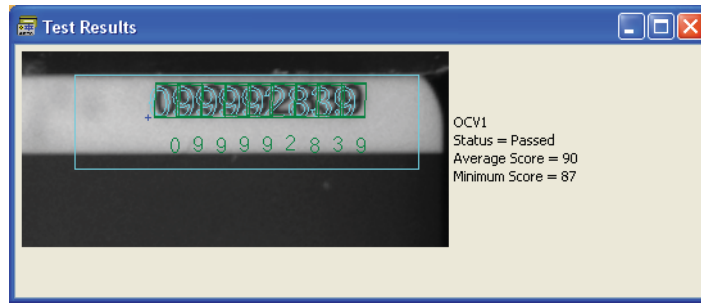 Test Results
099992839
0 9 9 9 9 2 8 3 9
OCV1
Status = Passed
Average Score = 90
Minimum Score = 87